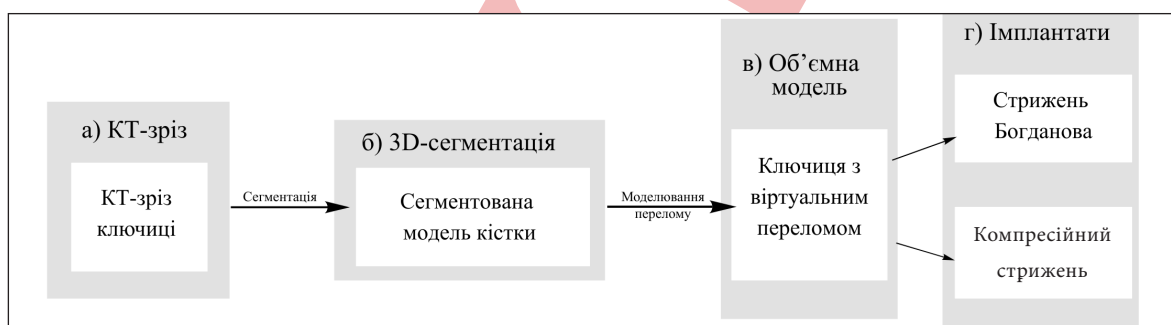 а) КТ-зріз
КТ-зріз
ключиці
Сегментація
б) 3D-сегментація
Сегментована
модель кістки
Моделювання
перелому
в) Об’ємна
модель
Ключиця з
віртуальним
переломом
г) Імплантати
Стрижень
Богданова
Компресійний
стрижень